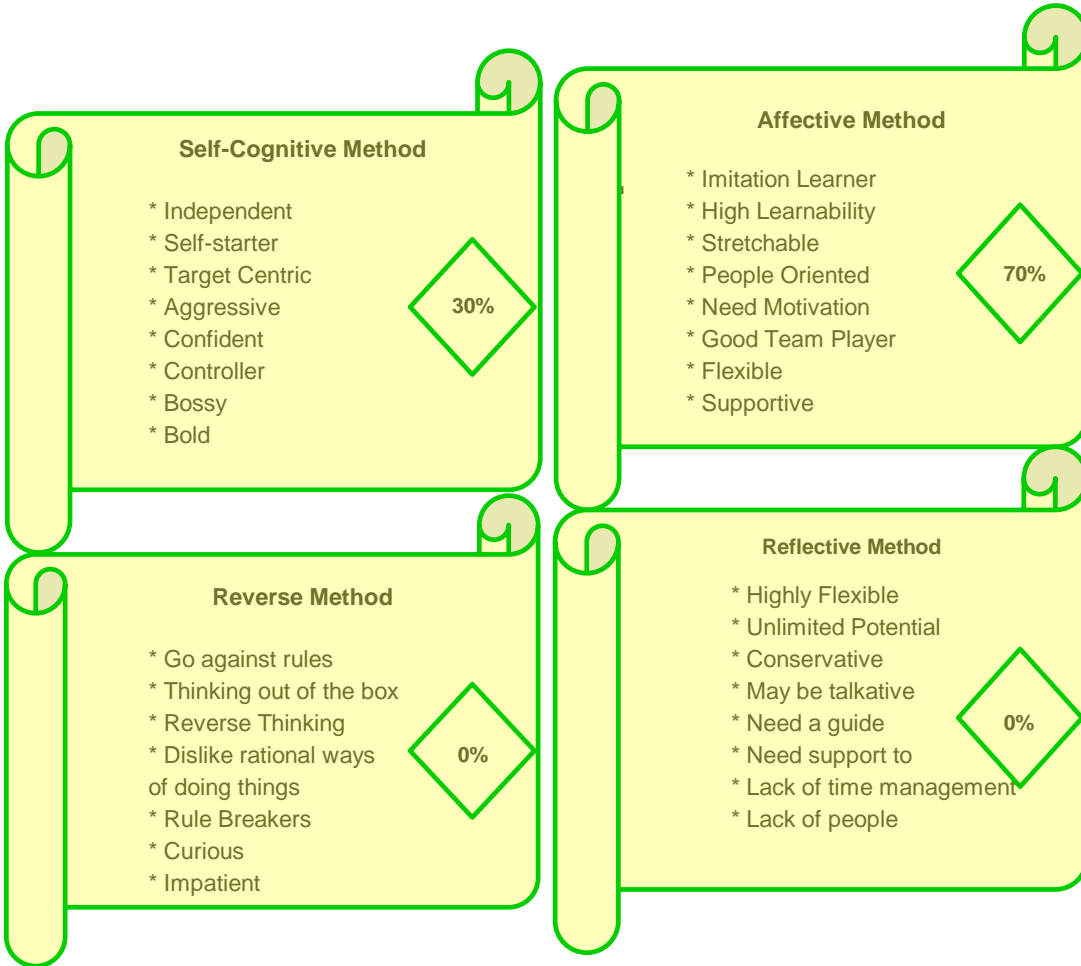 Self-Cognitive Method
* Independent
* Self-starter
* Target Centric
* Aggressive
* Confident
* Controller
* Bossy
* Bold
30%
Affective Method
* Imitation Learner
* High Learnability
* Stretchable
* People Oriented
* Need Motivation
* Good Team Player
* Flexible
* Supportive
70%
Reverse Method
* Go against rules
* Thinking out of the box
* Reverse Thinking
* Dislike rational ways
of doing things
* Rule Breakers
* Curious
* Impatient
0%
Reflective Method
* Highly Flexible
* Unlimited Potential
* Conservative
* May be talkative
* Need a guide
* Need support to
* Lack of time management
* Lack of people
0%